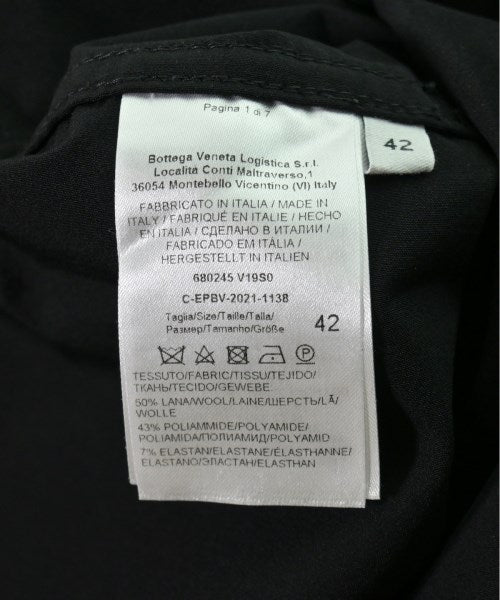 Pagina 1 di 7
42
Bottega Veneta Logistica S.r.l.
Località Conti Maltraverso,1
36054 Montebello Vicentino (VI) Italy
FABBRICATO IN ITALIA / MADE IN
ITALY / FABRIQUÉ EN ITALIE / HECHO
EN ITALIA / СДЕЛАНО В ИТАЛИИ /
FABRICADO EM ITÁLIA /
HERGESTELLT IN ITALIEN
680245 V19S0
C-EPBV-2021-1138
Taglia/Size/Taille/Talla/
Размер/Tamanho/Größe 42
TESSUTO/FABRIC/TISSU/TEJIDO/
ТКАНЬ/TECIDO/GEWEBE:
50% LANA/WOOL/LAINE/ШЕРСТЬ/LÃ/
WOLLE
43% POLIAMMIDE/POLYAMIDE/
POLIAMIDA/ПОЛИАМИД/POLYAMID
7% ELASTAN/ELASTANE/ÉLASTHANNE/
ELASTANO/ЭЛАСТАН/ELASTHAN